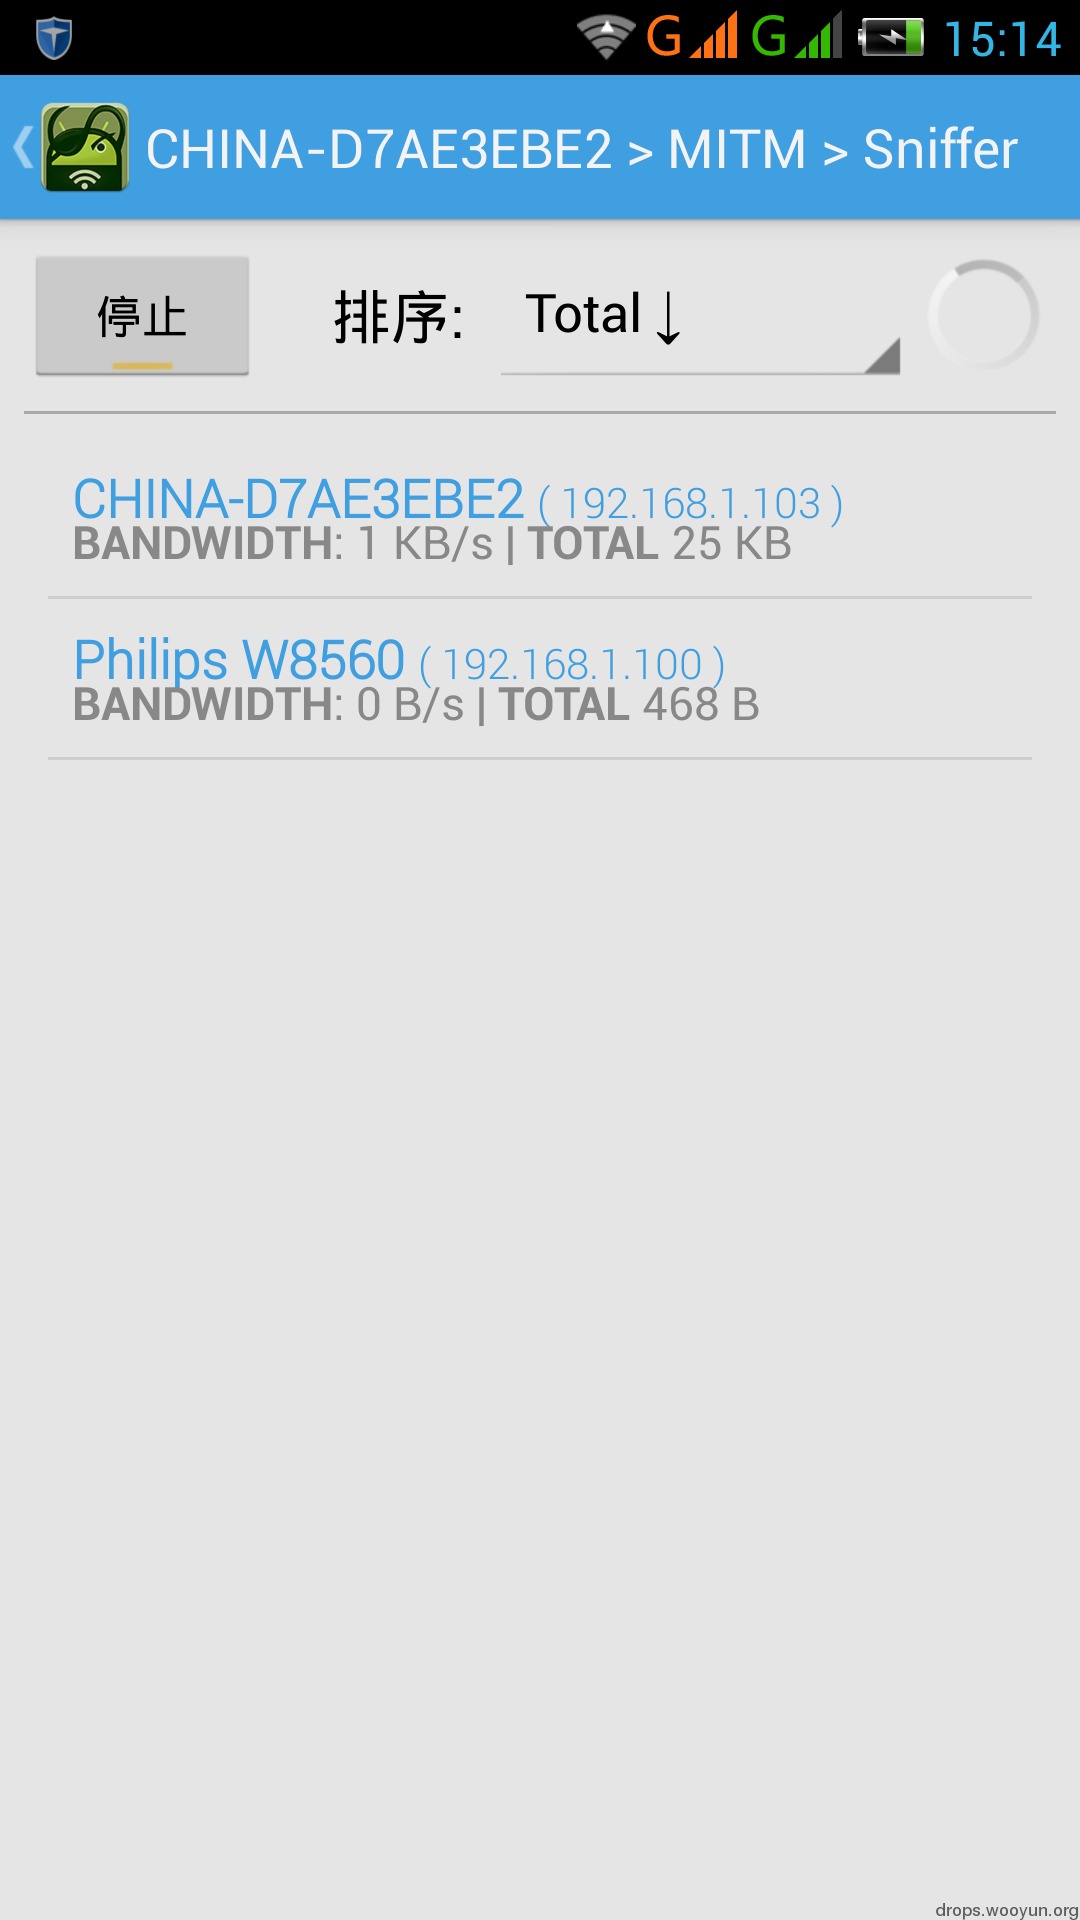 15:14
CHINA-D7AE3EBE2 > MITM > Sniffer
停止 排序: Total ↓
CHINA-D7AE3EBE2 ( 192.168.1.103 )
BANDWIDTH: 1 KB/s | TOTAL 25 KB
Philips W8560 ( 192.168.1.100 )
BANDWIDTH: 0 B/s | TOTAL 468 B
drops.wooyun.org